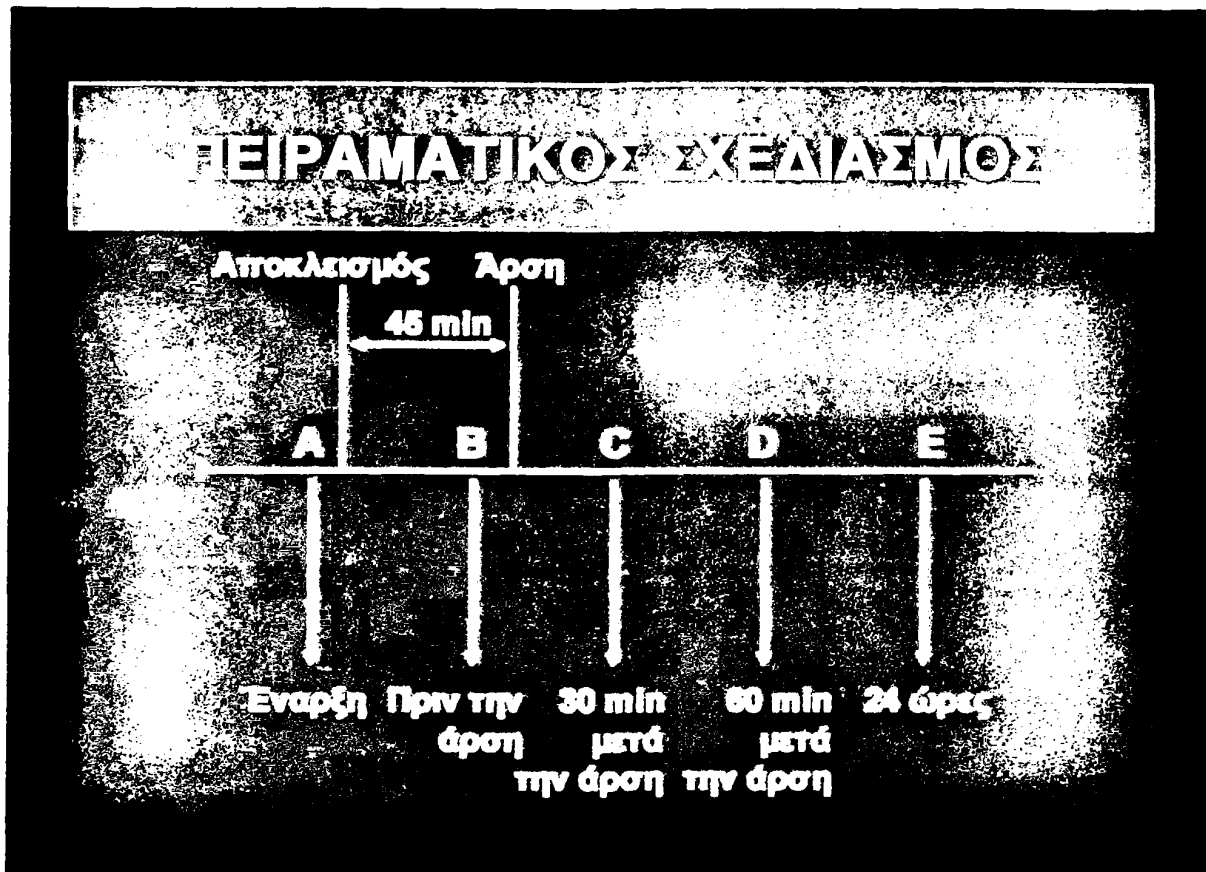 ΠΕΙΡΑΜΑΤΙΚΟΣ ΣΧΕΔΙΑΣΜΟΣ
Αποκλεισμός Άρση
45 min
A B C D E
Έναρξη Πριν την 30 min 60 min 24 ώρες
άρση μετά μετά
την άρση την άρση